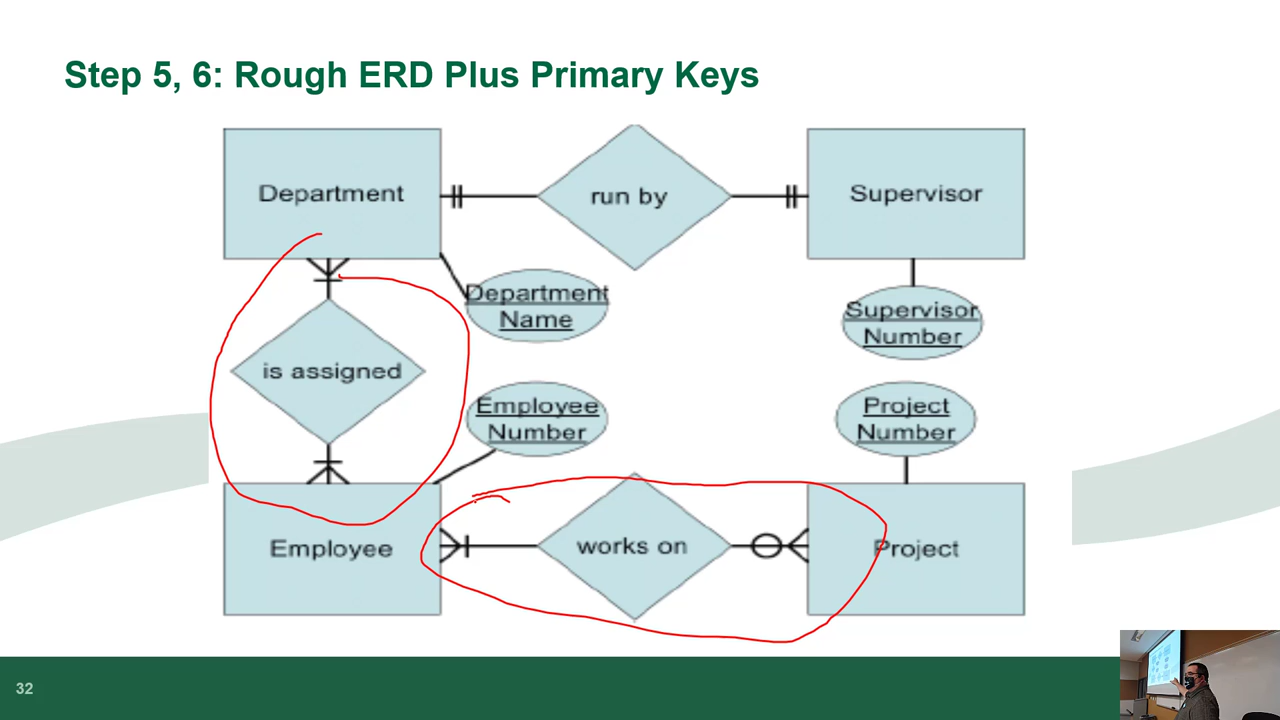 Step 5, 6: Rough ERD Plus Primary Keys
Department
run by
Supervisor
Department
Name
Supervisor
Number
is assigned
Employee
Number
Project
Number
Employee
works on
Project
32